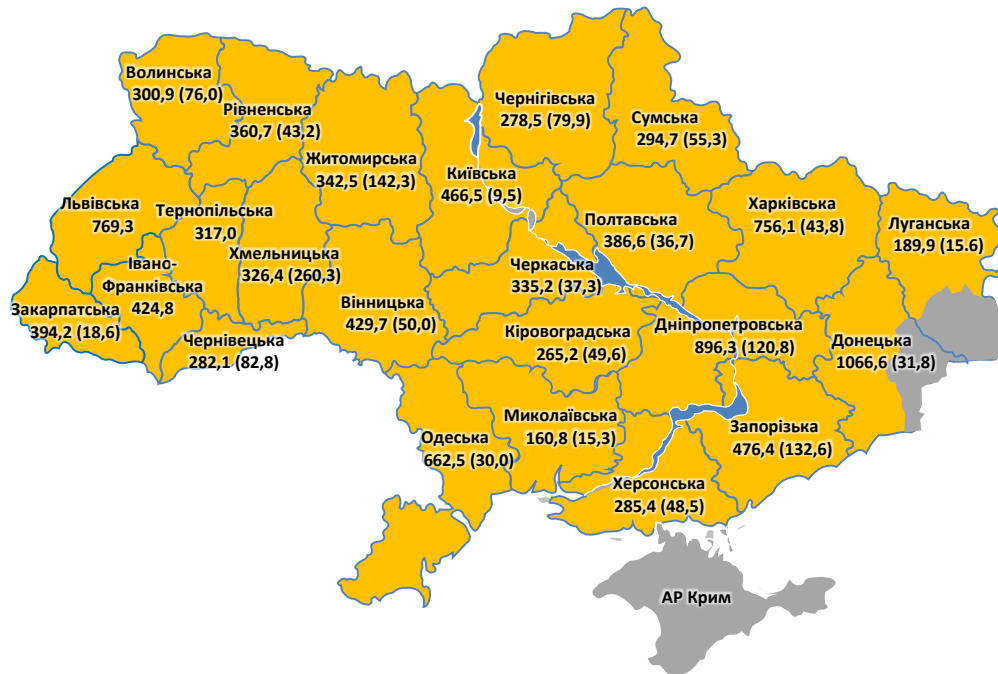 Волинська
300,9 (76,0)
Рівненська
360,7 (43,2)
Житомирська
342,5 (142,3)
Київська
466,5 (9,5)
Чернігівська
278,5 (79,9)
Сумська
294,7 (55,3)
Львівська
769,3
Тернопільська
317,0
Хмельницька
326,4 (260,3)
Івано-
Франківська
424,8
Закарпатська
394,2 (18,6)
Чернівецька
282,1 (82,8)
Вінницька
429,7 (50,0)
Черкаська
335,2 (37,3)
Полтавська
386,6 (36,7)
Харківська
756,1 (43,8)
Луганська
189,9 (15.6)
Кіровоградська
265,2 (49,6)
Дніпропетровська
896,3 (120,8)
Донецька
1066,6 (31,8)
Одеська
662,5 (30,0)
Миколаївська
160,8 (15,3)
Запорізька
476,4 (132,6)
Херсонська
285,4 (48,5)
АР Крим